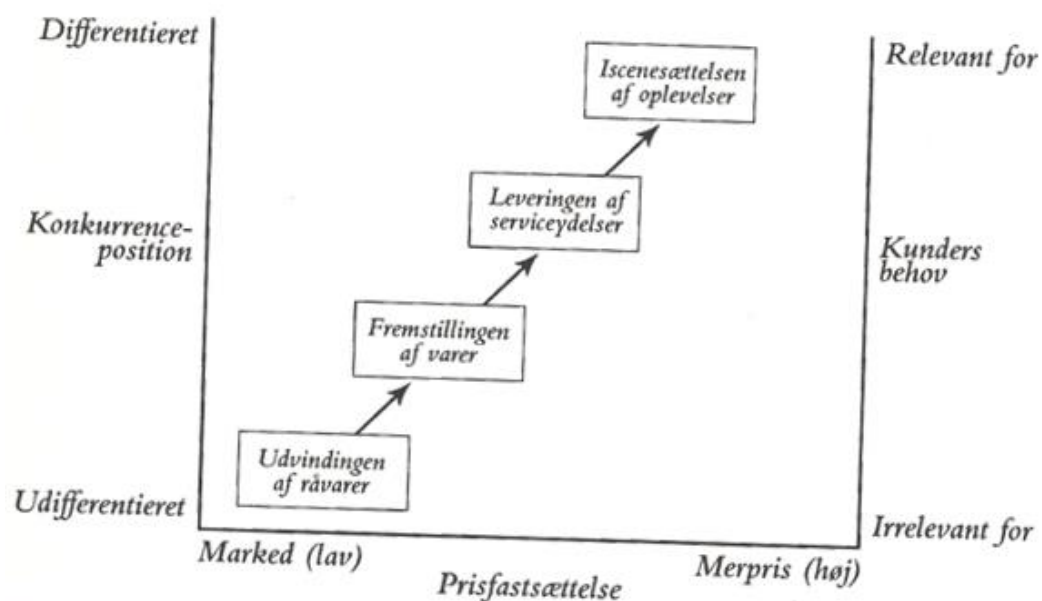 Differentieret
Relevant for
Iscenesættelsen
af oplevelser
Leveringen af
serviceydelser
Konkurrence-
position
Kunders
behov
Fremstillingen
af varer
Udvindingen
af råvarer
Udifferentieret
Irrelevant for
Marked (lav)
Merpris (høj)
Prisfastsættelse